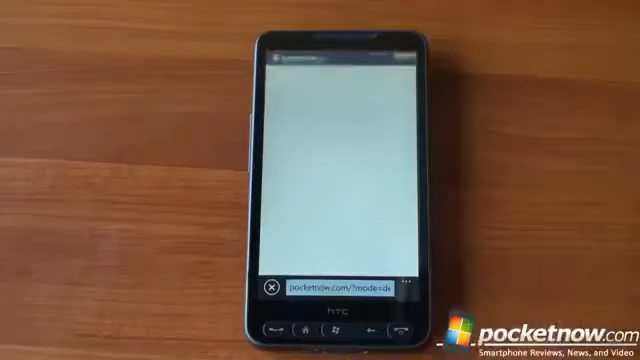 pocketnow.com/?mode=de
...
hTC
pocketnow.com
Smartphone Reviews, News, and Video